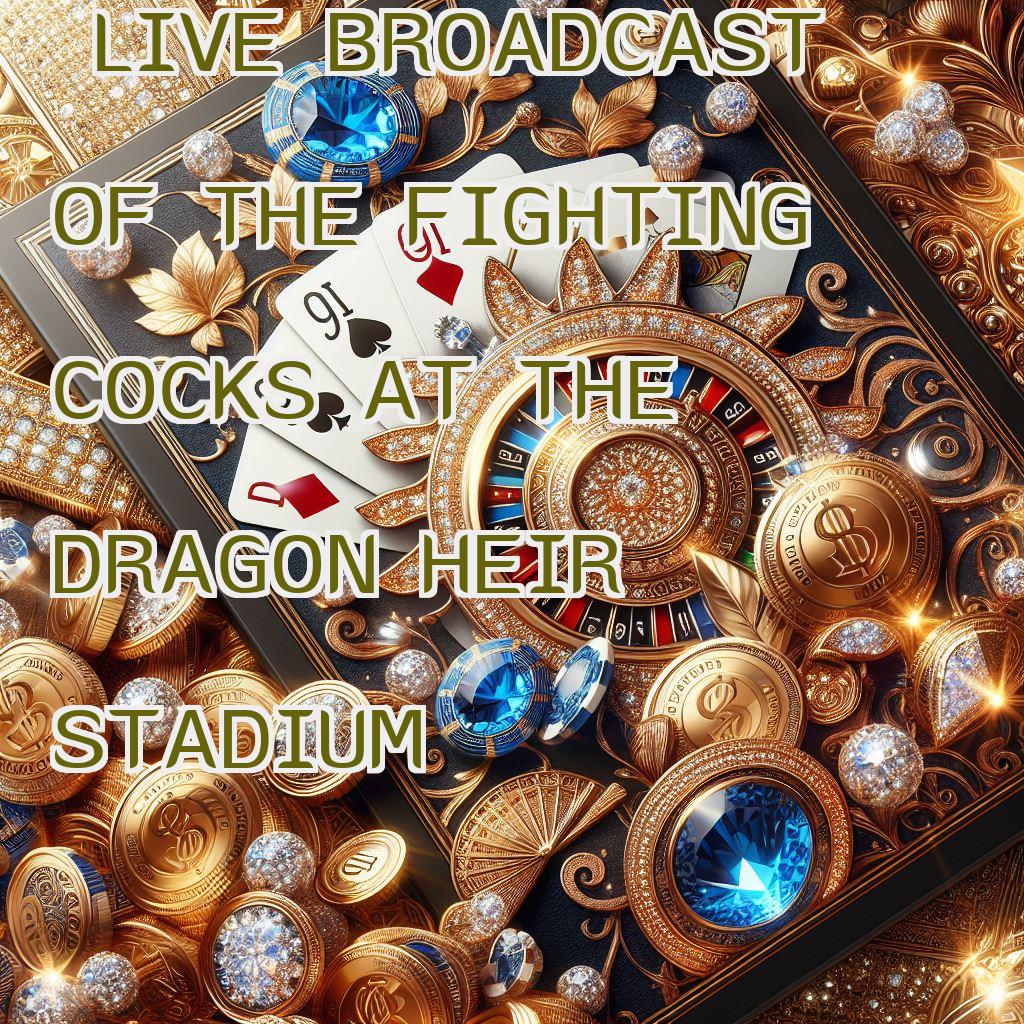 LIVE BROADCAST
OF THE FIGHTING
COCKS AT THE
DRAGON HEIR
STADIUM